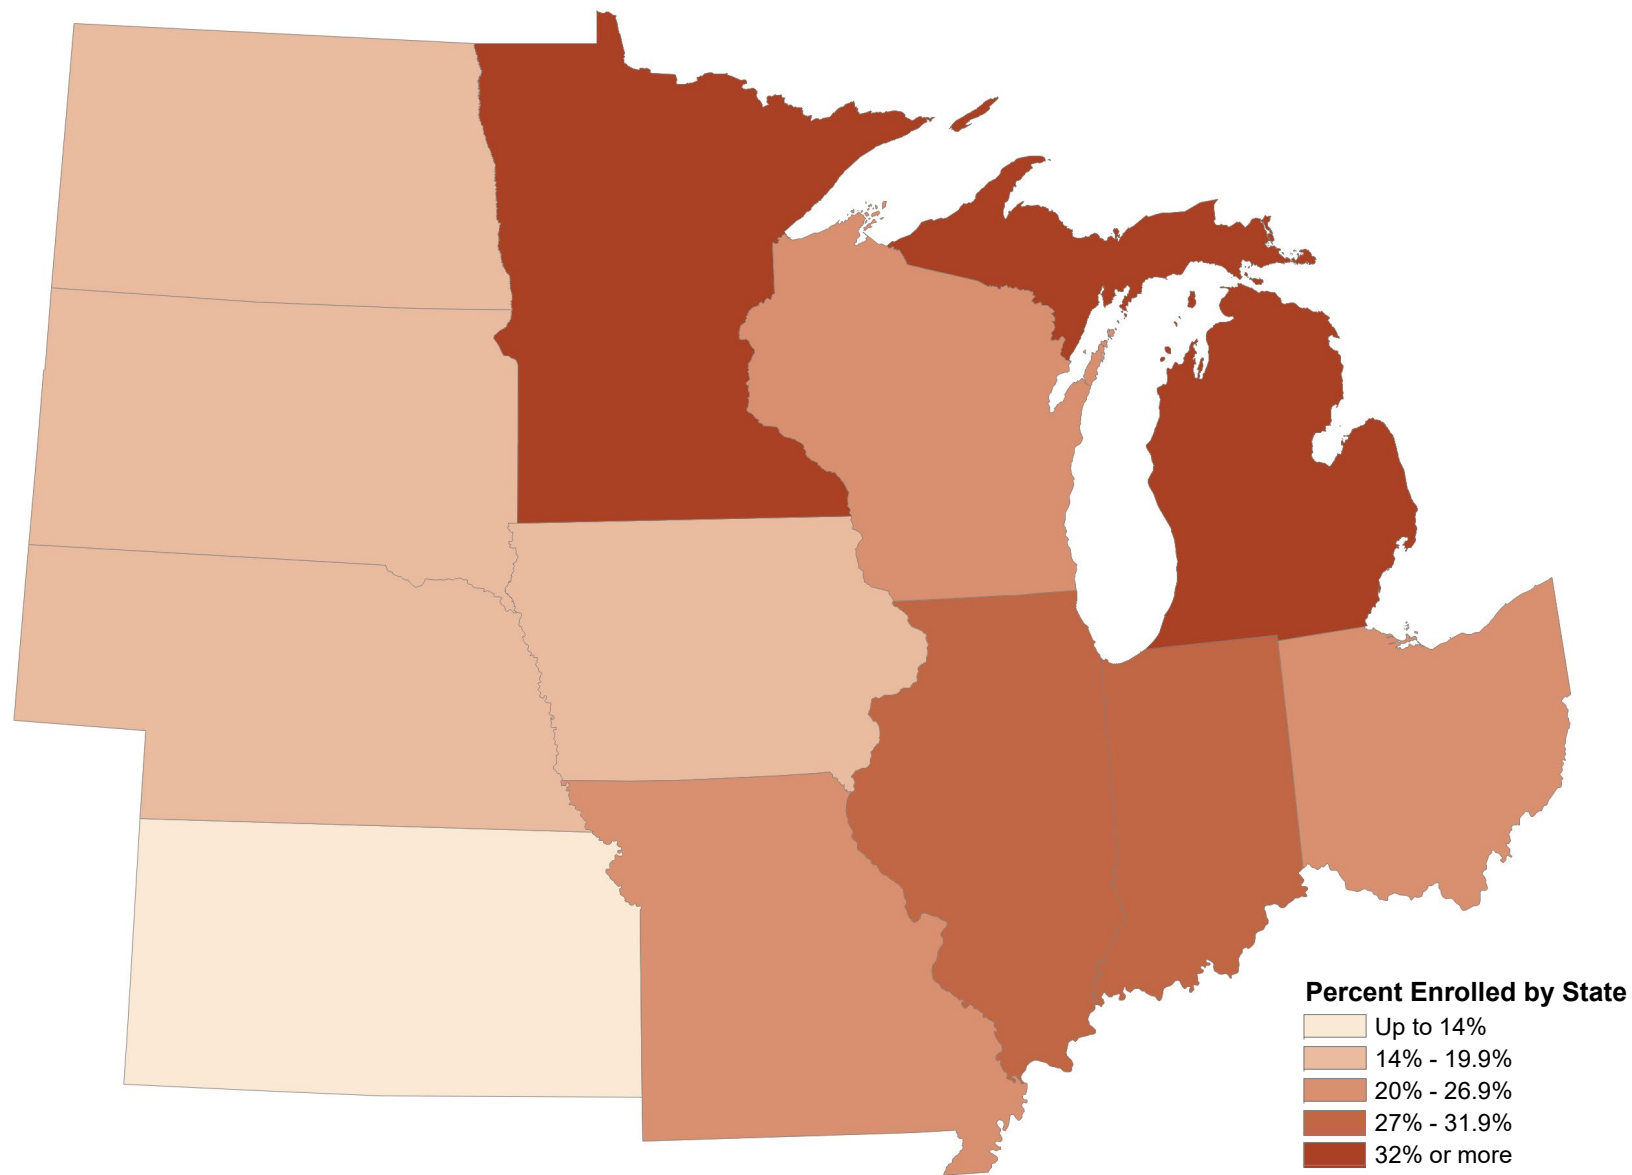 Percent Enrolled by State
Up to 14%
14% - 19.9%
20% - 26.9%
27% - 31.9%
32% or more